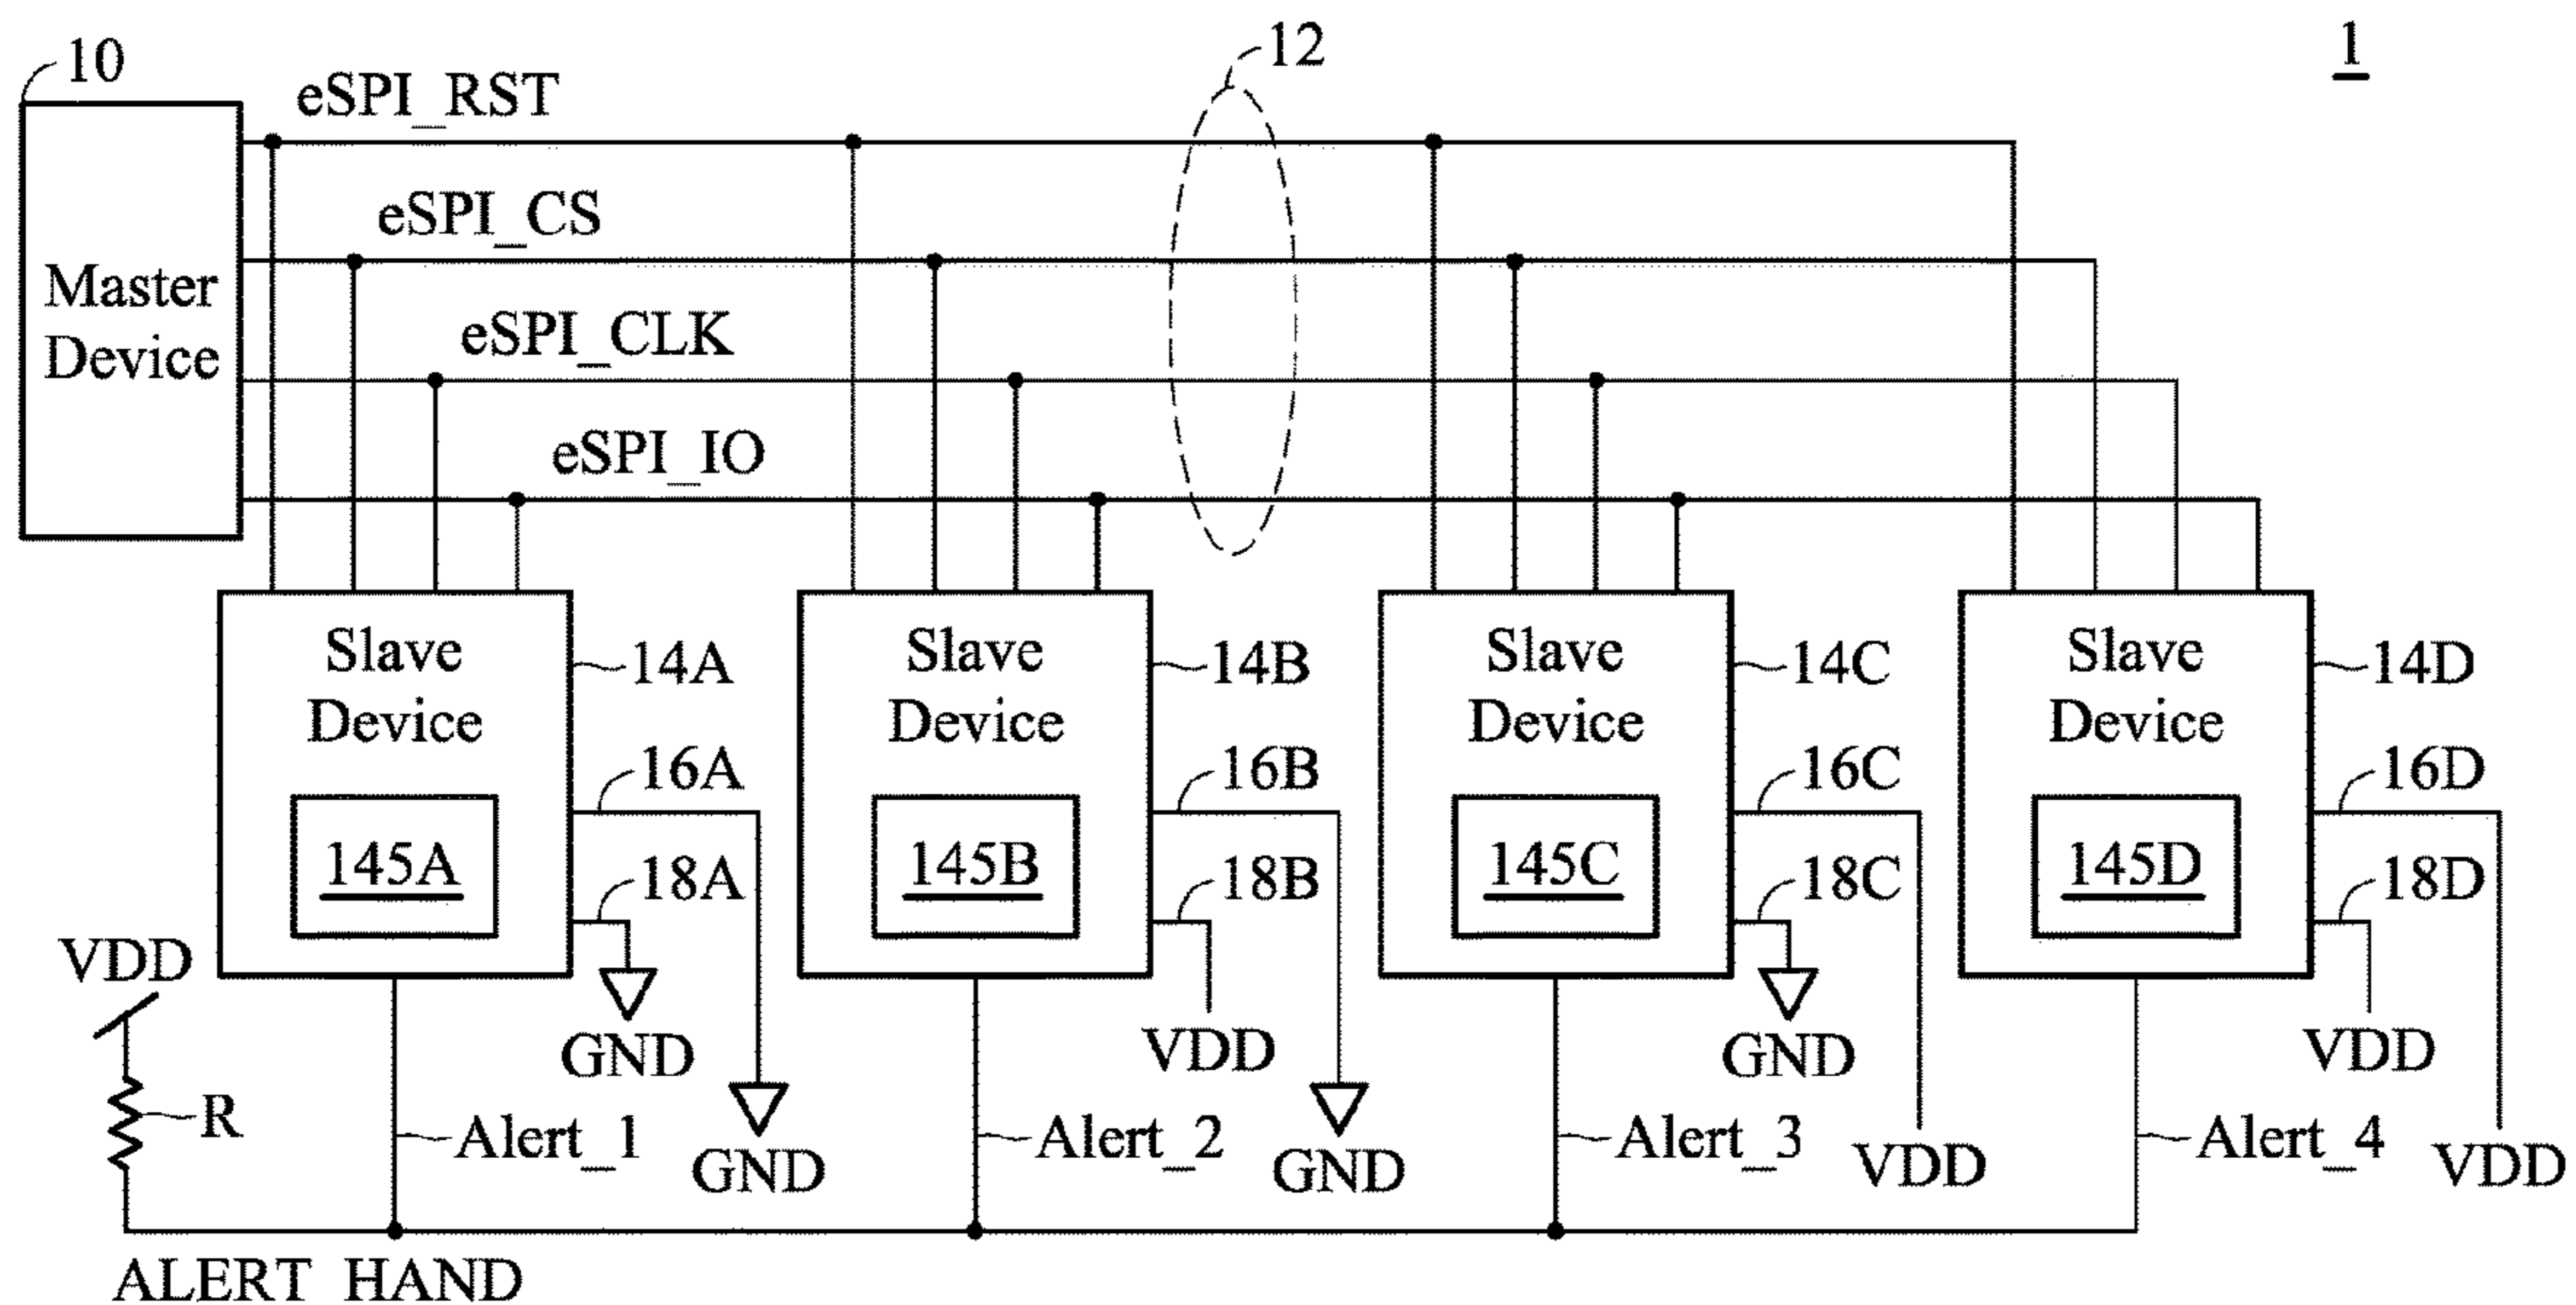 10
12
1
eSPI_RST
eSPI_CS
Master
Device
eSPI_CLK
eSPI_IO
Slave
Device
14A
16A
145A
18A
Slave
Device
14B
16B
145B
18B
Slave
Device
14C
16C
145C
18C
Slave
Device
14D
16D
145D
18D
VDD
GND
VDD
GND
VDD
R
Alert_1
GND
Alert_2
GND
Alert_3
VDD
Alert_4
VDD
ALERT_HAND